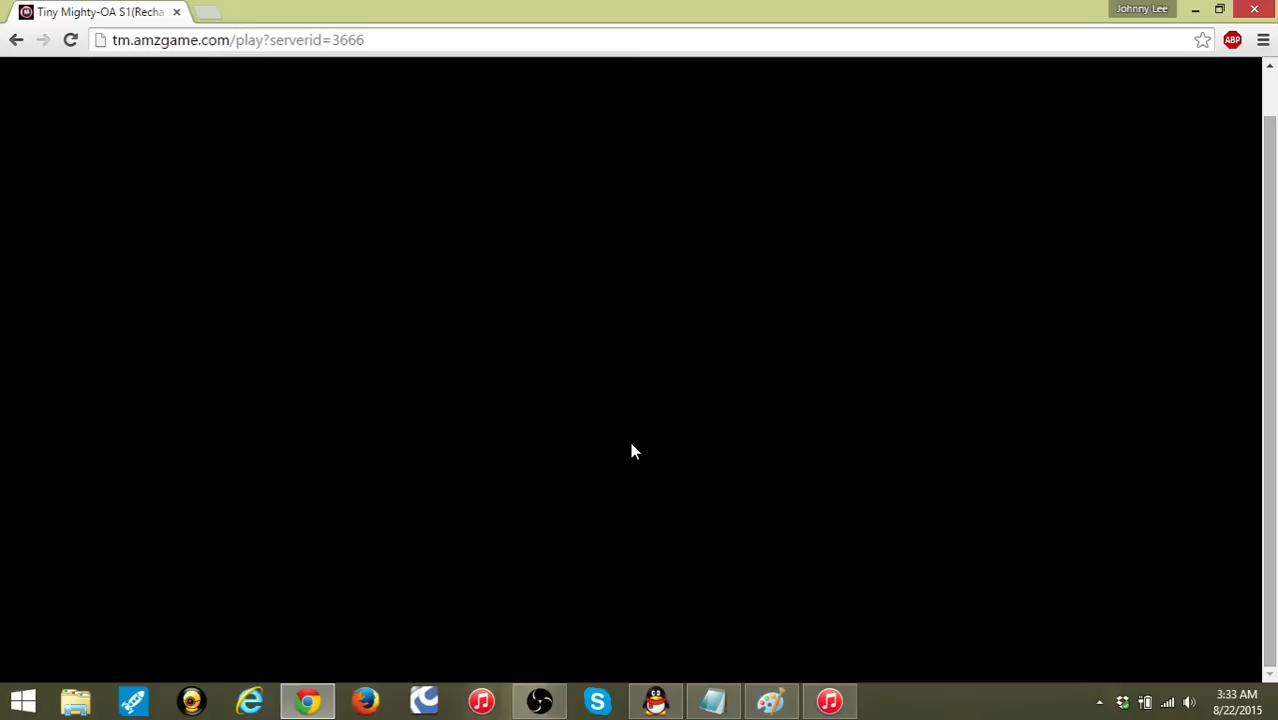 Tiny Mighty-OA S1(Recha
Johnny Lee
tm.amzgame.com/play?serverid=3666
ABP
3:33 AM
8/22/2015